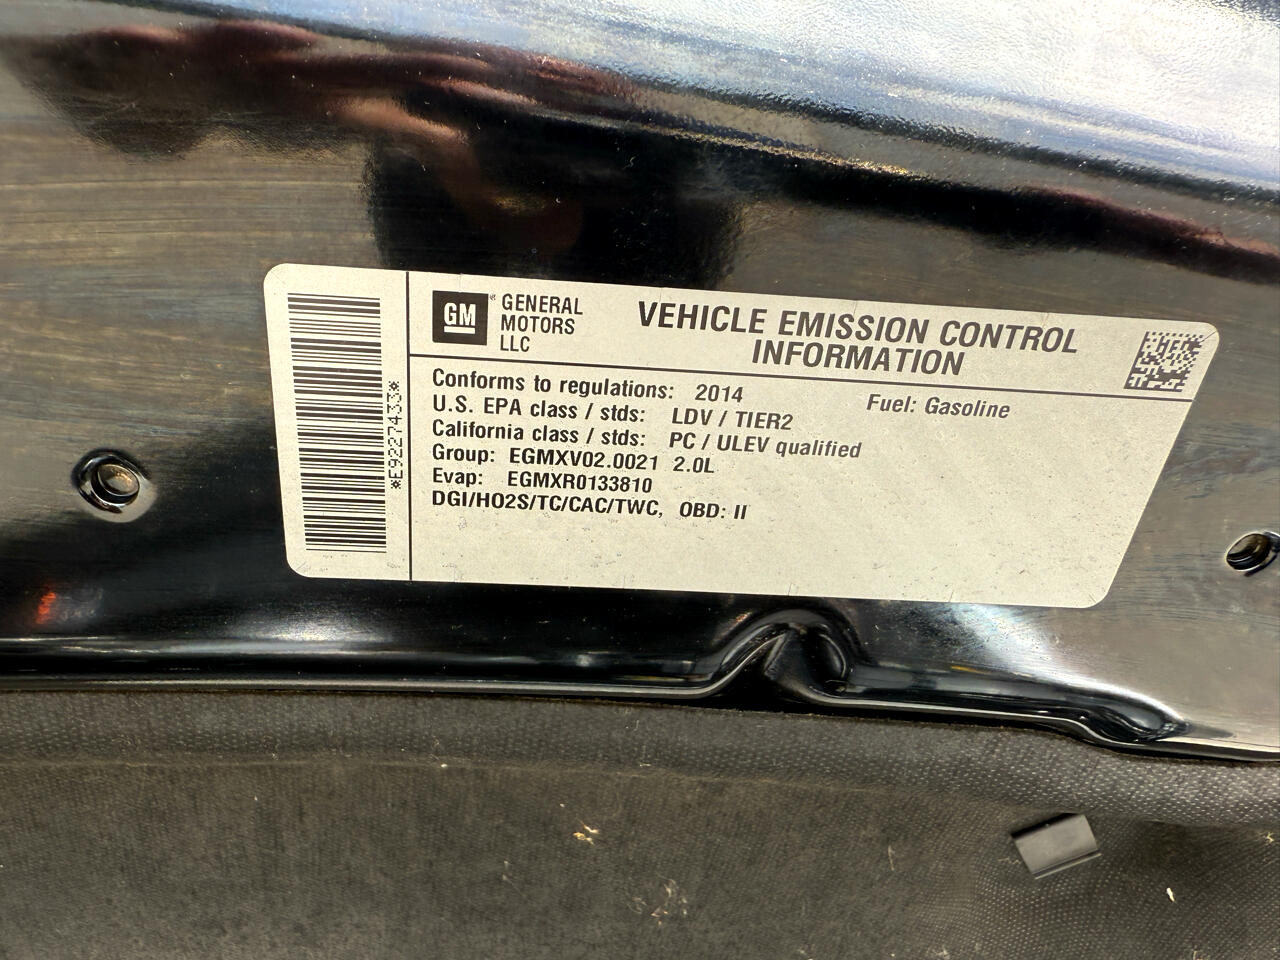 GM
GENERAL
MOTORS
LLC
VEHICLE EMISSION CONTROL
INFORMATION
Conforms to regulations: 2014
Fuel: Gasoline
U.S. EPA class / stds: LDV / TIER2
California class / stds: PC / ULEV qualified
Group: EGMXV02.0021 2.0L
Evap: EGMXR0133810
DGI/HO2S/TC/CAC/TWC, OBD: II
*E9227433*